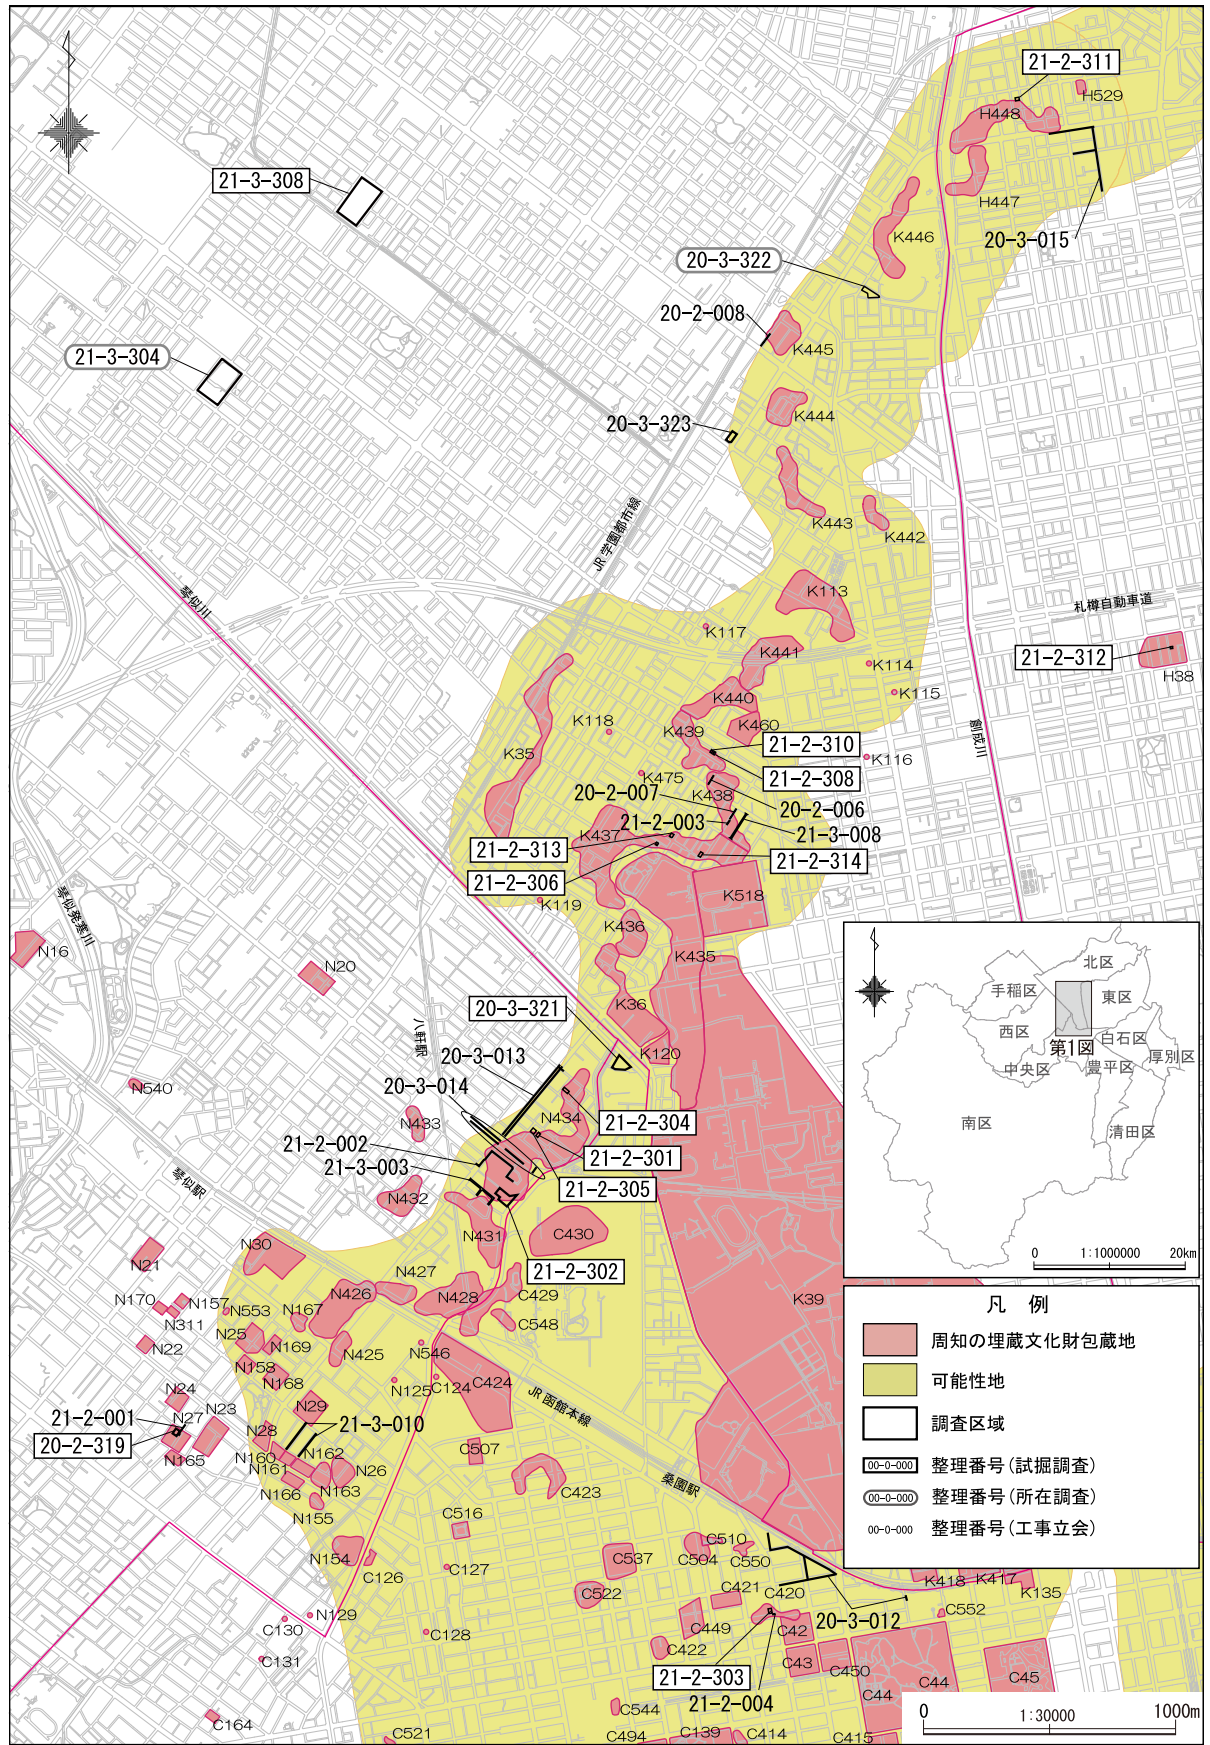 21-2-311
H529
H448
21-3-308
H447
K446
20-3-015
20-3-322
20-2-008
K445
21-3-304
K444
20-3-323
JR学園都市線
K443
K442
琴似川
K113
札樽自動車道
K117
K441
21-2-312
K114
H38
K440
K115
K118
K439
K460
創成川
K35
21-2-310
K116
21-2-308
K475
K438
20-2-007
20-2-006
21-2-003
21-3-008
K437
21-2-313
21-2-314
21-2-306
K518
K119
琴似発寒川
K436
N16
K435
N20
K36
20-3-321
八軒駅
20-3-013
K120
20-3-014
N540
N434
N433
21-2-304
21-2-002
21-2-301
21-3-003
21-2-305
琴似駅
N432
N431
C430
N30
N21
21-2-302
N427
N426
N428
C429
K39
N170
N157
N553
N167
N311
C548
N25
N169
N22
N425
N546
N158
N168
N125
C124
C424
JR函館本線
N24
N29
N27
N23
21-2-001
21-3-010
20-2-319
N28
N160
N162
C507
N165
N161
N26
N166
N163
桑園駅
C423
N155
C516
C510
N154
C537
C504
C550
C126
C127
C522
C421
C420
K418
K417
K135
N129
C552
C130
C449
20-3-012
C128
C42
C422
C131
C43
C450
21-2-303
C44
C44
C45
21-2-004
C544
C164
C521
C494
C139
C414
C415
北区
手稲区
東区
西区
白石区
第1図
厚別区
中央区
豊平区
南区
清田区
0
1:1000000
20km
凡 例
周知の埋蔵文化財包蔵地
可能性地
調査区域
00-0-000 整理番号(試掘調査)
00-0-000 整理番号(所在調査)
00-0-000 整理番号(工事立会)
0
1:30000
1000m